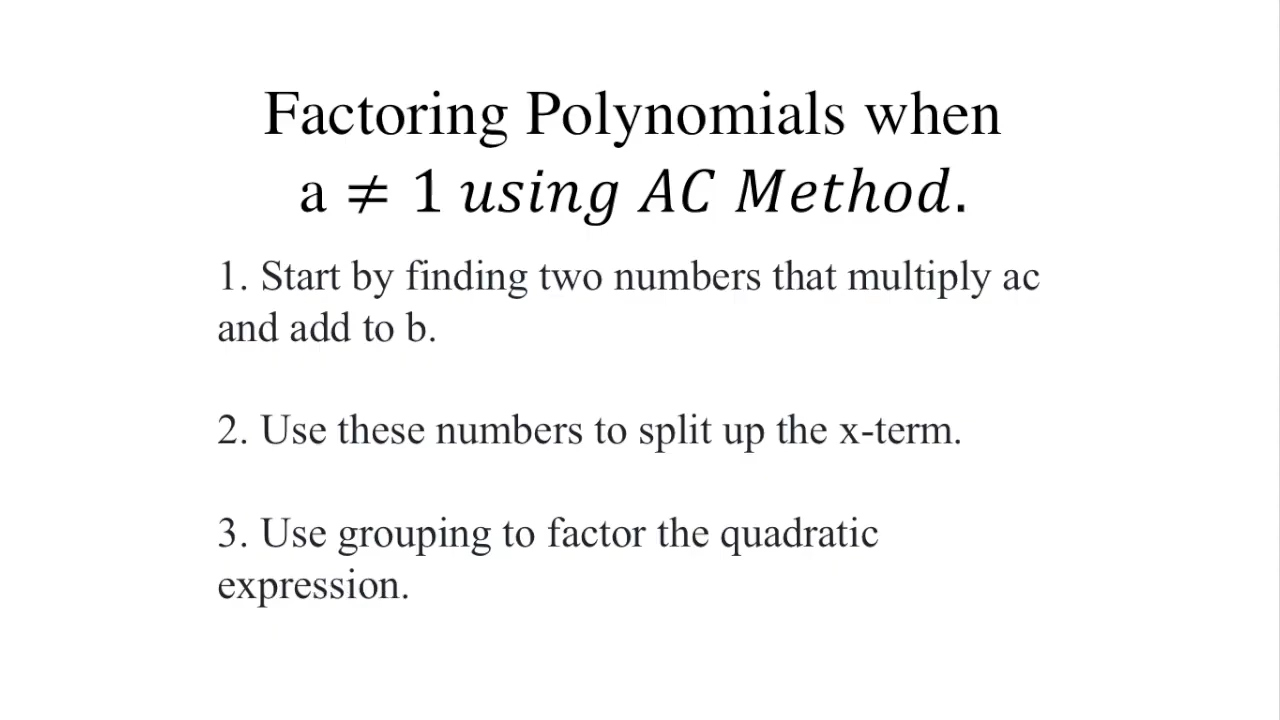 Factoring Polynomials when
a ≠ 1 using AC Method.
1. Start by finding two numbers that multiply ac
and add to b.
2. Use these numbers to split up the x-term.
3. Use grouping to factor the quadratic
expression.